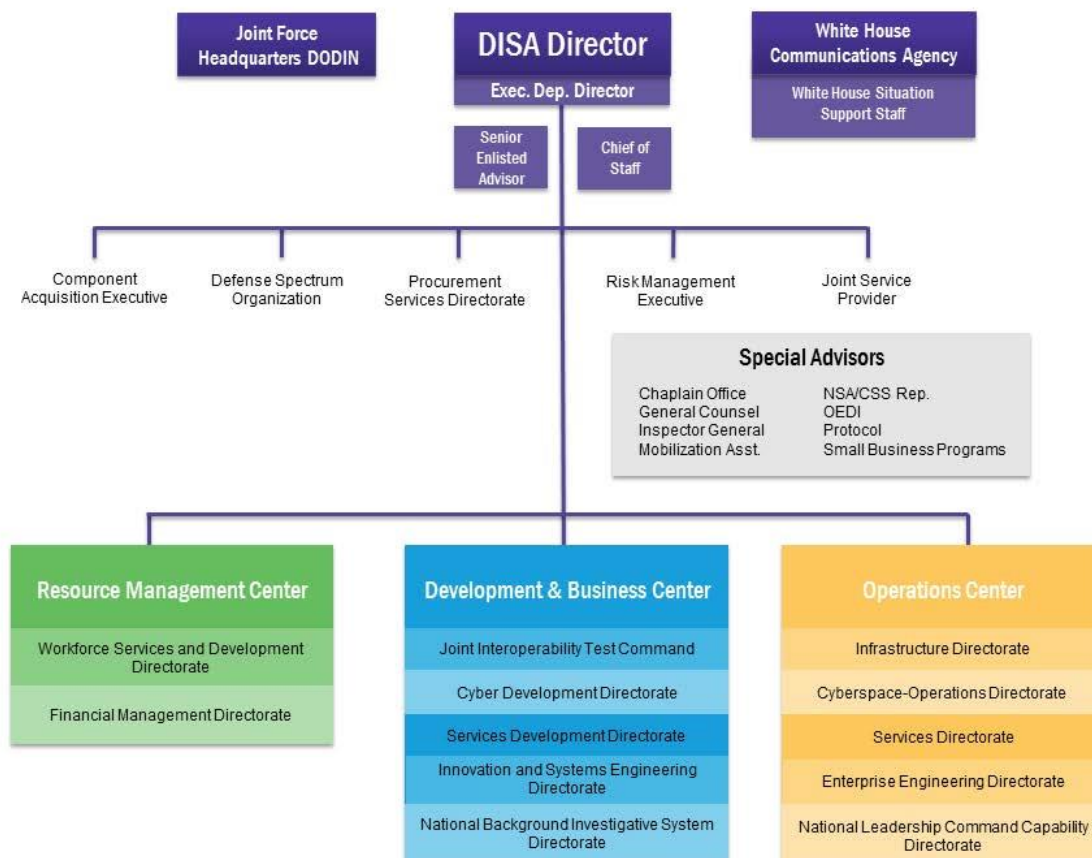 Joint Force
Headquarters DODIN
DISA Director
Exec. Dep. Director
White House
Communications Agency
White House Situation
Support Staff
Senior
Enlisted
Advisor
Chief of
Staff
Component
Acquisition Executive
Defense Spectrum
Organization
Procurement
Services Directorate
Risk Management
Executive
Joint Service
Provider
Special Advisors
Chaplain Office
General Counsel
Inspector General
Mobilization Asst.
NSA/CSS Rep.
OEDI
Protocol
Small Business Programs
Resource Management Center
Workforce Services and Development
Directorate
Financial Management Directorate
Development & Business Center
Joint Interoperability Test Command
Cyber Development Directorate
Services Development Directorate
Innovation and Systems Engineering
Directorate
National Background Investigative System
Directorate
Operations Center
Infrastructure Directorate
Cyberspace-Operations Directorate
Services Directorate
Enterprise Engineering Directorate
National Leadership Command Capability
Directorate